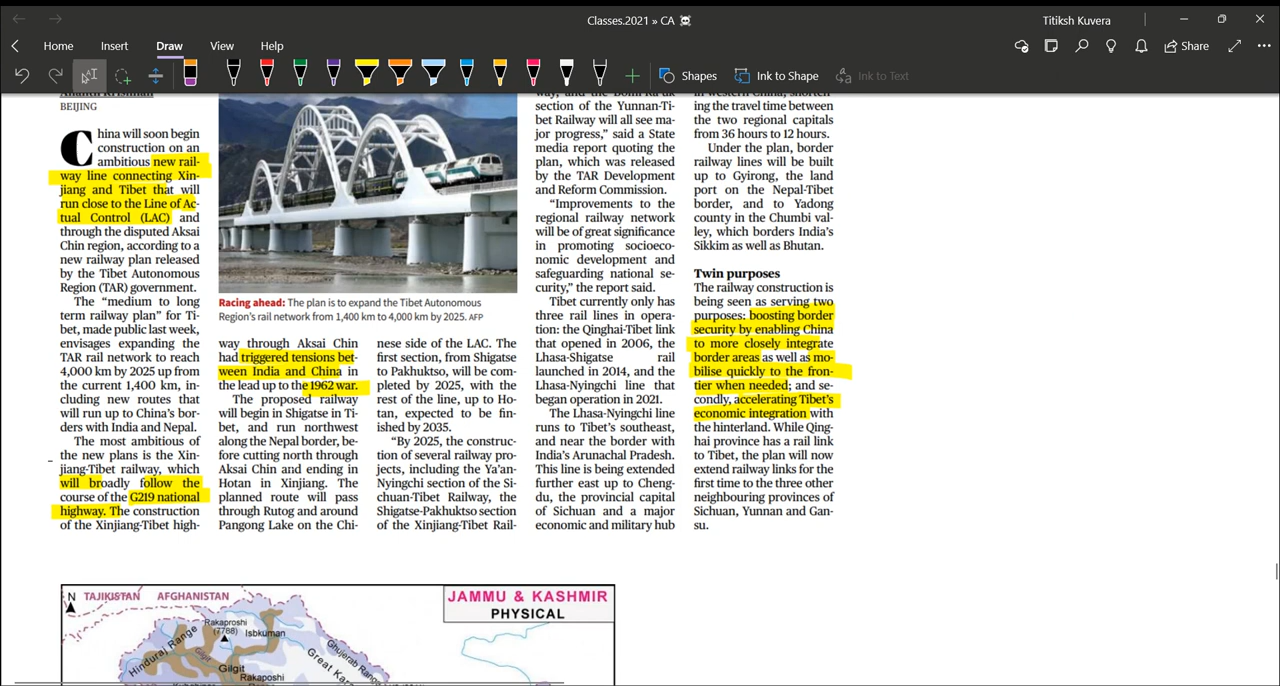 Classes.2021 » CA
Titiksh Kuvera
Home
Insert
Draw
View
Help
Share
Shapes
Ink to Shape
Ink to Text
Ananth Krishnan
BEIJING
China will soon begin
construction on an
ambitious new rail-
way line connecting Xin-
jiang and Tibet that will
run close to the Line of Ac-
tual Control (LAC) and
through the disputed Aksai
Chin region, according to a
new railway plan released
by the Tibet Autonomous
Region (TAR) government.
The “medium to long
term railway plan” for Ti-
bet, made public last week,
envisages expanding the
TAR rail network to reach
4,000 km by 2025 up from
the current 1,400 km, in-
cluding new routes that
will run up to China’s bor-
ders with India and Nepal.
The most ambitious of
the new plans is the Xin-
jiang-Tibet railway, which
will broadly follow the
course of the G219 national
highway. The construction
of the Xinjiang-Tibet high-
Racing ahead: The plan is to expand the Tibet Autonomous
Region’s rail network from 1,400 km to 4,000 km by 2025. AFP
way through Aksai Chin
had triggered tensions bet-
ween India and China in
the lead up to the 1962 war.
The proposed railway
will begin in Shigatse in Ti-
bet, and run northwest
along the Nepal border, be-
fore cutting north through
Aksai Chin and ending in
Hotan in Xinjiang. The
planned route will pass
through Rutog and around
Pangong Lake on the Chi-
nese side of the LAC. The
first section, from Shigatse
to Pakhuktso, will be com-
pleted by 2025, with the
rest of the line, up to Ho-
tan, expected to be fin-
ished by 2035.
“By 2025, the construc-
tion of several railway pro-
jects, including the Ya’an-
Nyingchi section of the Si-
chuan-Tibet Railway, the
Shigatse-Pakhuktso section
of the Xinjiang-Tibet Rail-
way, and the Bomi-Ra’uk
section of the Yunnan-Ti-
bet Railway will all see ma-
jor progress,” said a State
media report quoting the
plan, which was released
by the TAR Development
and Reform Commission.
“Improvements to the
regional railway network
will be of great significance
in promoting socioeco-
nomic development and
safeguarding national se-
curity,” the report said.
Tibet currently only has
three rail lines in opera-
tion: the Qinghai-Tibet link
that opened in 2006, the
Lhasa-Shigatse rail
launched in 2014, and the
Lhasa-Nyingchi line that
began operation in 2021.
The Lhasa-Nyingchi line
runs to Tibet’s southeast,
and near the border with
India’s Arunachal Pradesh.
This line is being extended
further east up to Cheng-
du, the provincial capital
of Sichuan and a major
economic and military hub
in western China, shorten-
ing the travel time between
the two regional capitals
from 36 hours to 12 hours.
Under the plan, border
railway lines will be built
up to Gyirong, the land
port on the Nepal-Tibet
border, and to Yadong
county in the Chumbi val-
ley, which borders India’s
Sikkim as well as Bhutan.
Twin purposes
The railway construction is
being seen as serving two
purposes: boosting border
security by enabling China
to more closely integrate
border areas as well as mo-
bilise quickly to the fron-
tier when needed; and se-
condly, accelerating Tibet’s
economic integration with
the hinterland. While Qing-
hai province has a rail link
to Tibet, the plan will now
extend railway links for the
first time to the three other
neighbouring provinces of
Sichuan, Yunnan and Gan-
su.
N
TAJIKISTAN AFGHANISTAN
JAMMU & KASHMIR
PHYSICAL
Rakaposhi
(7788)
Isbkuman
Hinduraj Range
Gilgit
Gilgit
Rakaposhi
Ghujerab Range
Great